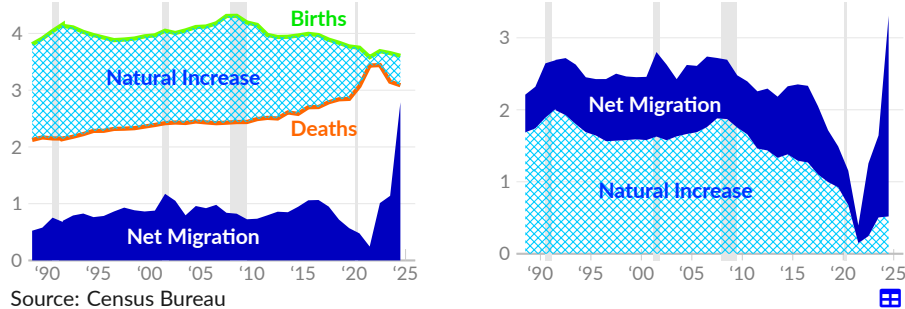 4
3
2
1
0
Births
Natural Increase
Deaths
Net Migration
‘90 ‘95 ‘00 ‘05 ‘10 ‘15 ‘20 ‘25
3
2
1
0
Net Migration
Natural Increase
‘90 ‘95 ‘00 ‘05 ‘10 ‘15 ‘20 ‘25
Source: Census Bureau